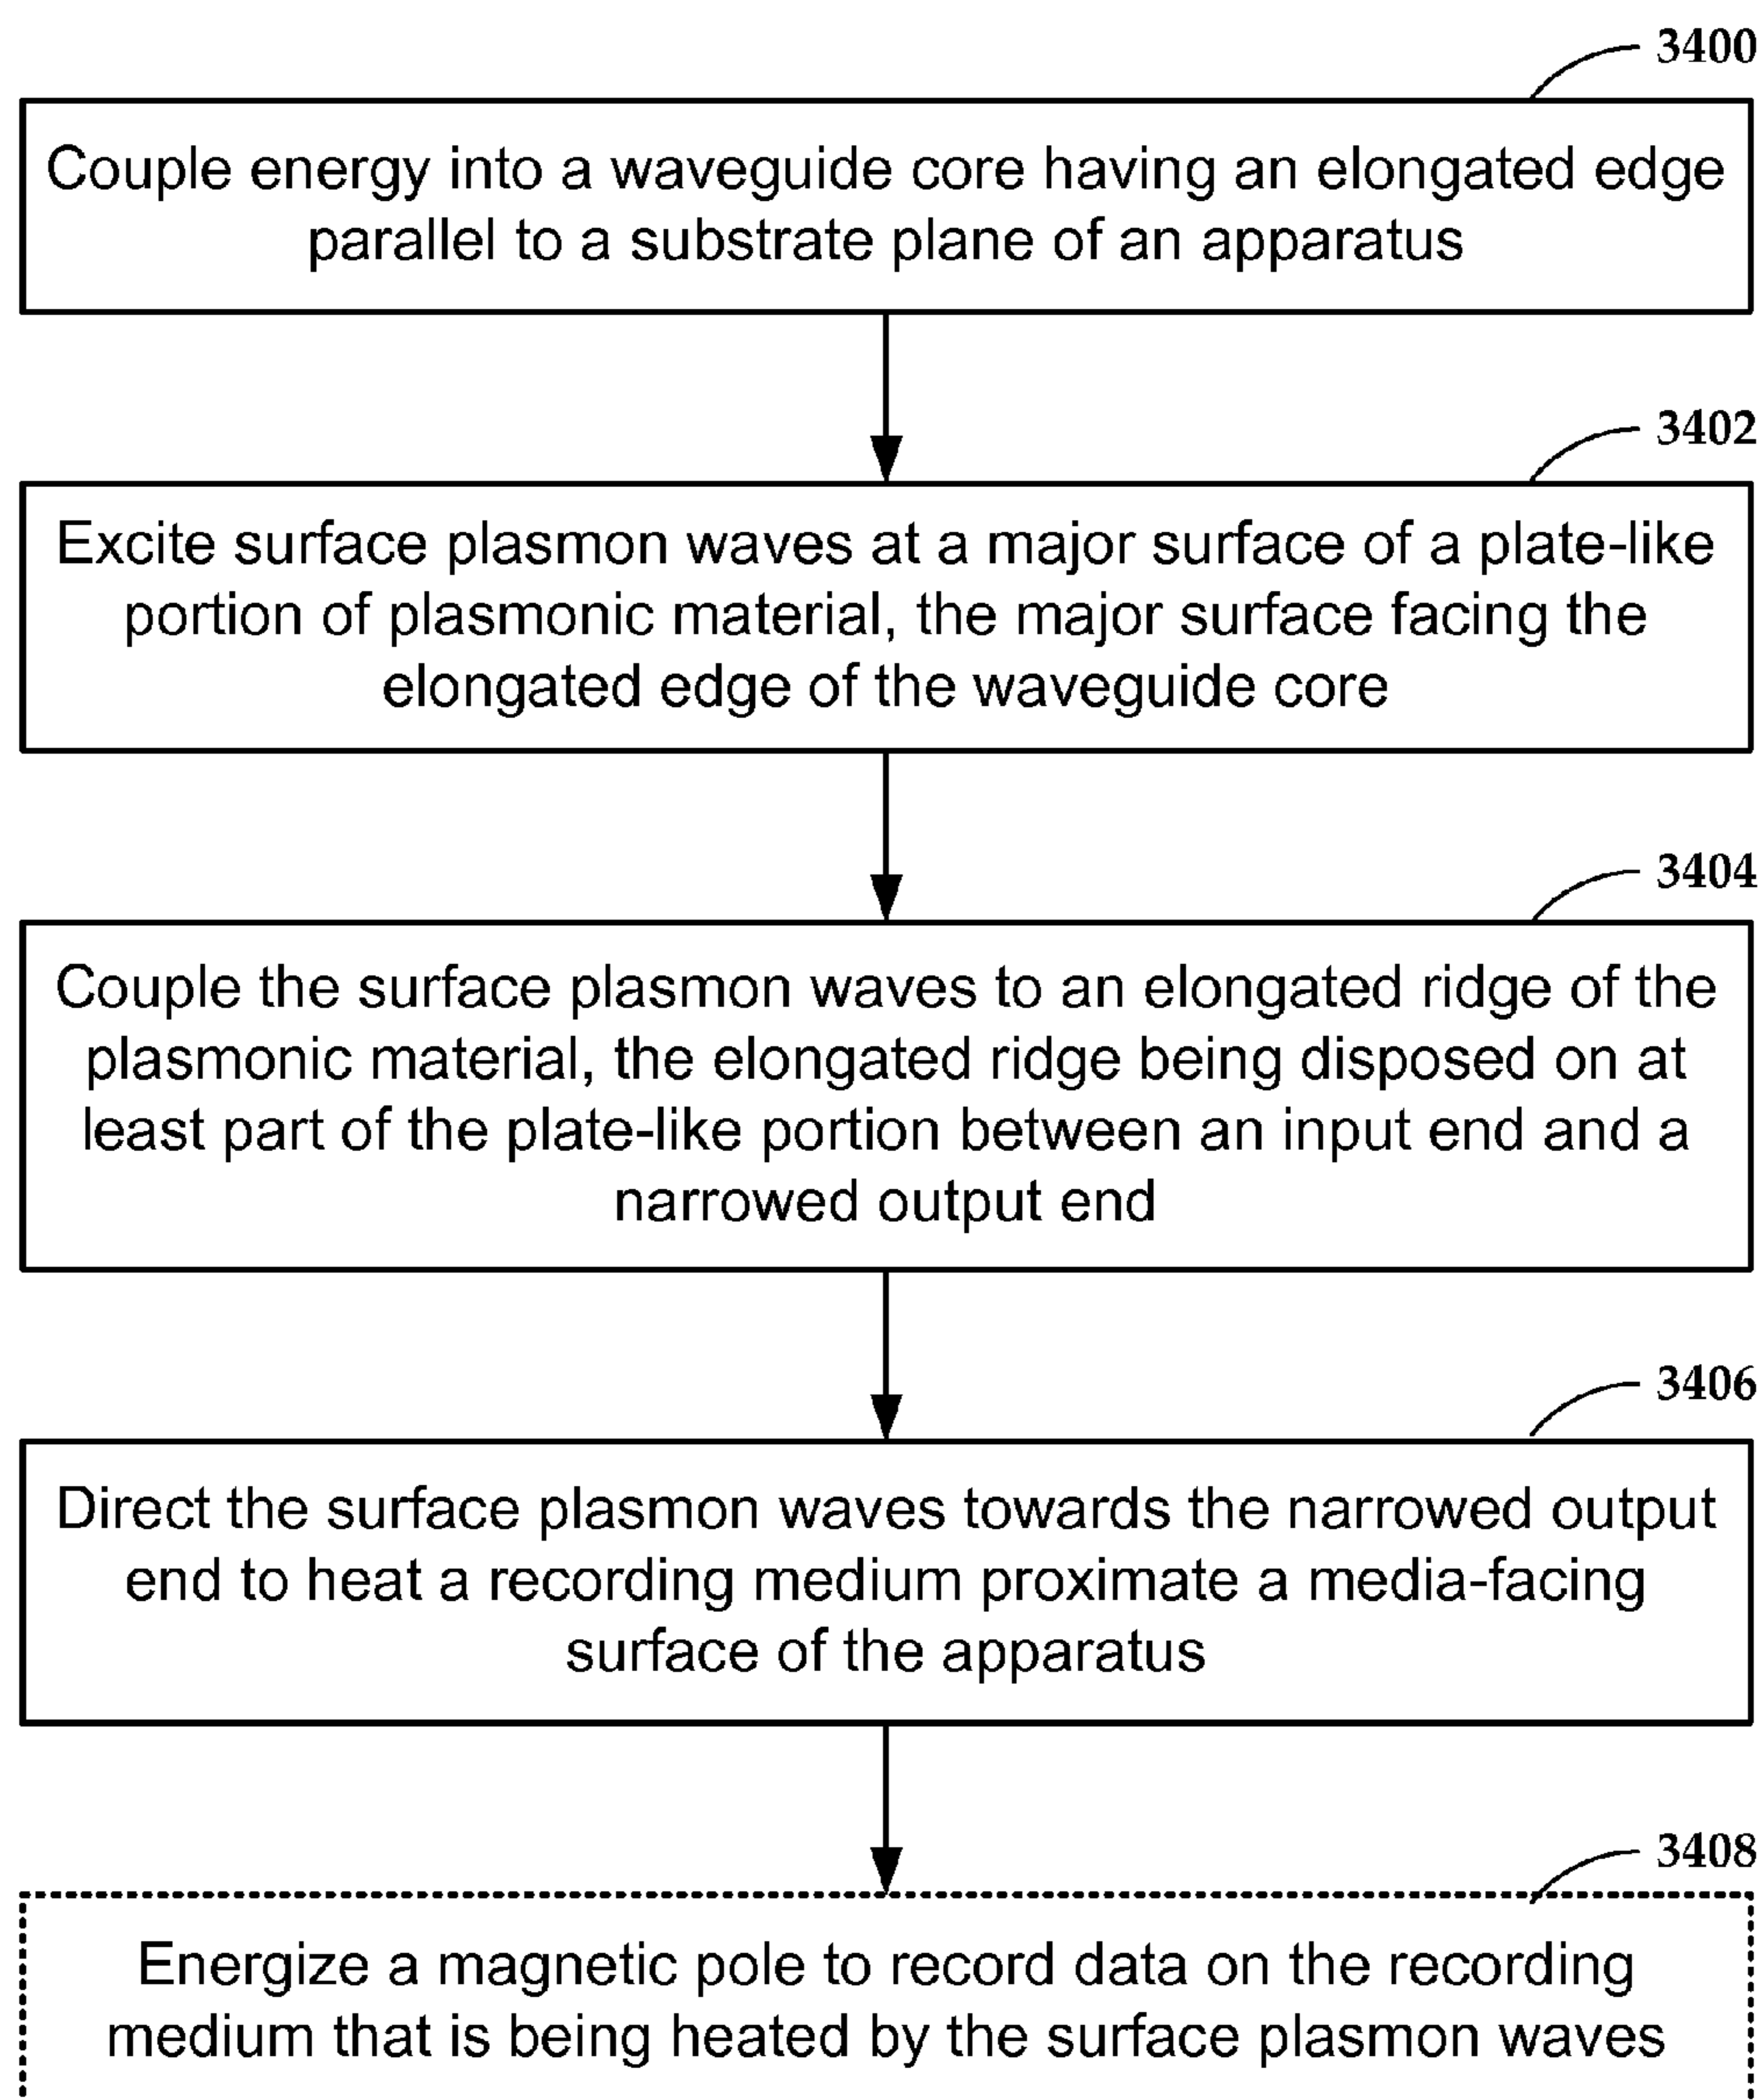 3400
Couple energy into a waveguide core having an elongated edge
parallel to a substrate plane of an apparatus
3402
Excite surface plasmon waves at a major surface of a plate-like
portion of plasmonic material, the major surface facing the
elongated edge of the waveguide core
3404
Couple the surface plasmon waves to an elongated ridge of the
plasmonic material, the elongated ridge being disposed on at
least part of the plate-like portion between an input end and a
narrowed output end
3406
Direct the surface plasmon waves towards the narrowed output
end to heat a recording medium proximate a media-facing
surface of the apparatus
3408
Energize a magnetic pole to record data on the recording
medium that is being heated by the surface plasmon waves